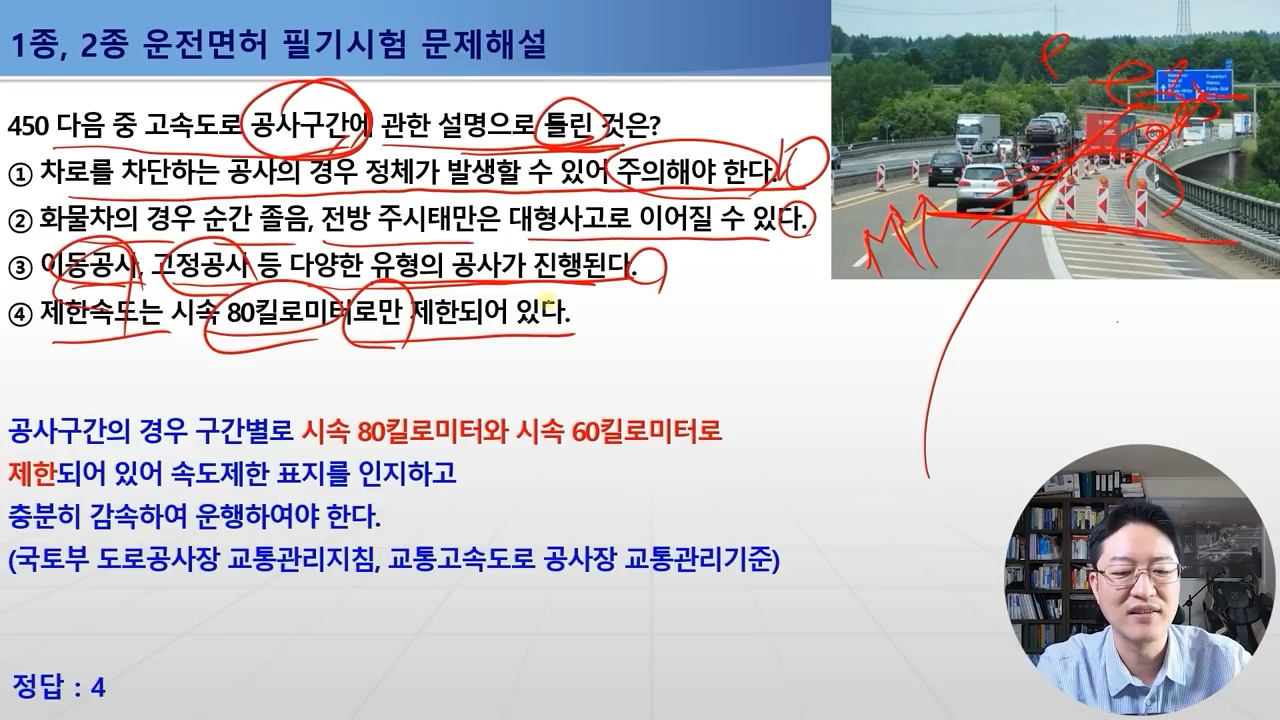 1종, 2종 운전면허 필기시험 문제해설
450 다음 중 고속도로 공사구간에 관한 설명으로 틀린 것은?
① 차로를 차단하는 공사의 경우 정체가 발생할 수 있어 주의해야 한다.
② 화물차의 경우 순간 졸음, 전방 주시태만은 대형사고로 이어질 수 있다.
③ 이동공사, 고정공사 등 다양한 유형의 공사가 진행된다.
④ 제한속도는 시속 80킬로미터로만 제한되어 있다.
공사구간의 경우 구간별로 시속 80킬로미터와 시속 60킬로미터로
제한되어 있어 속도제한 표지를 인지하고
충분히 감속하여 운행하여야 한다.
(국토부 도로공사장 교통관리지침, 교통고속도로 공사장 교통관리기준)
정답 : 4